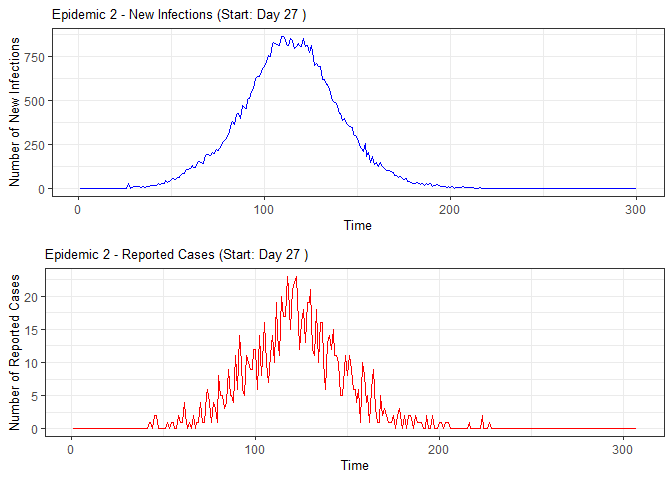 Epidemic 2 - New Infections (Start: Day 27 )
Number of New Infections
750
500
250
0
0 100 200 300
Time
Epidemic 2 - Reported Cases (Start: Day 27 )
Number of Reported Cases
20
15
10
5
0
0 100 200 300
Time